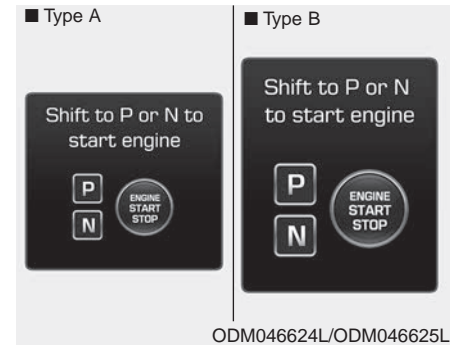 ■ Type A
Shift to P or N to
start engine
P
N
ENGINE
START
STOP
■ Type B
Shift to P or N
to start engine
P
N
ENGINE
START
STOP
ODM046624L/ODM046625L